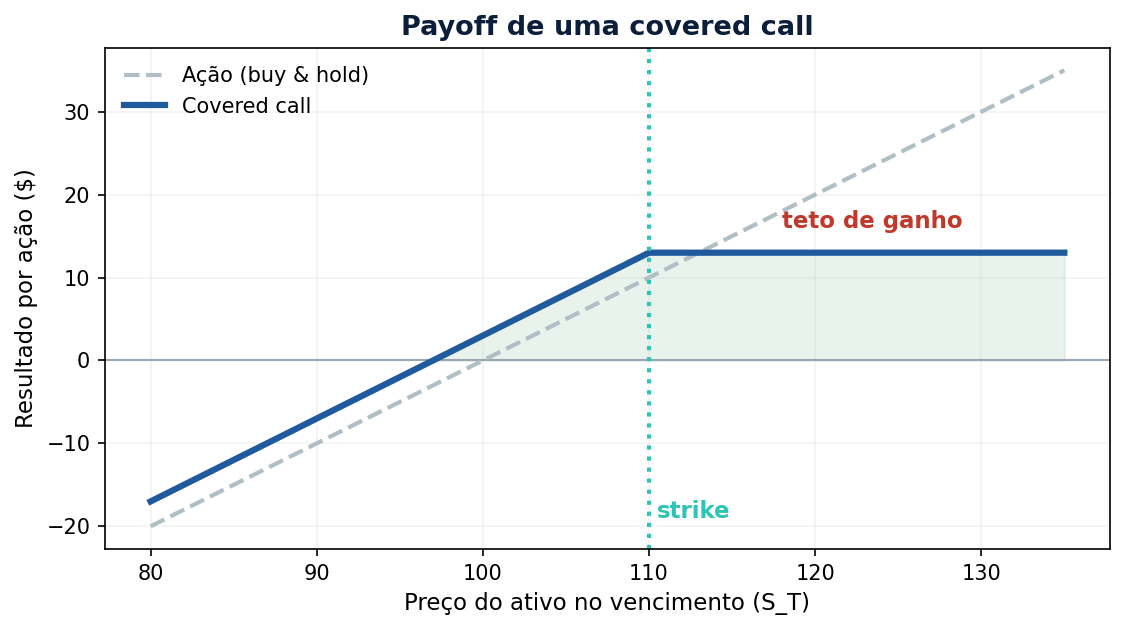 Payoff de uma covered call
Ação (buy & hold)
Covered call
30
20
10
0
−10
−20
Resultado por ação ($)
teto de ganho
strike
80 90 100 110 120 130
Preço do ativo no vencimento (S_T)